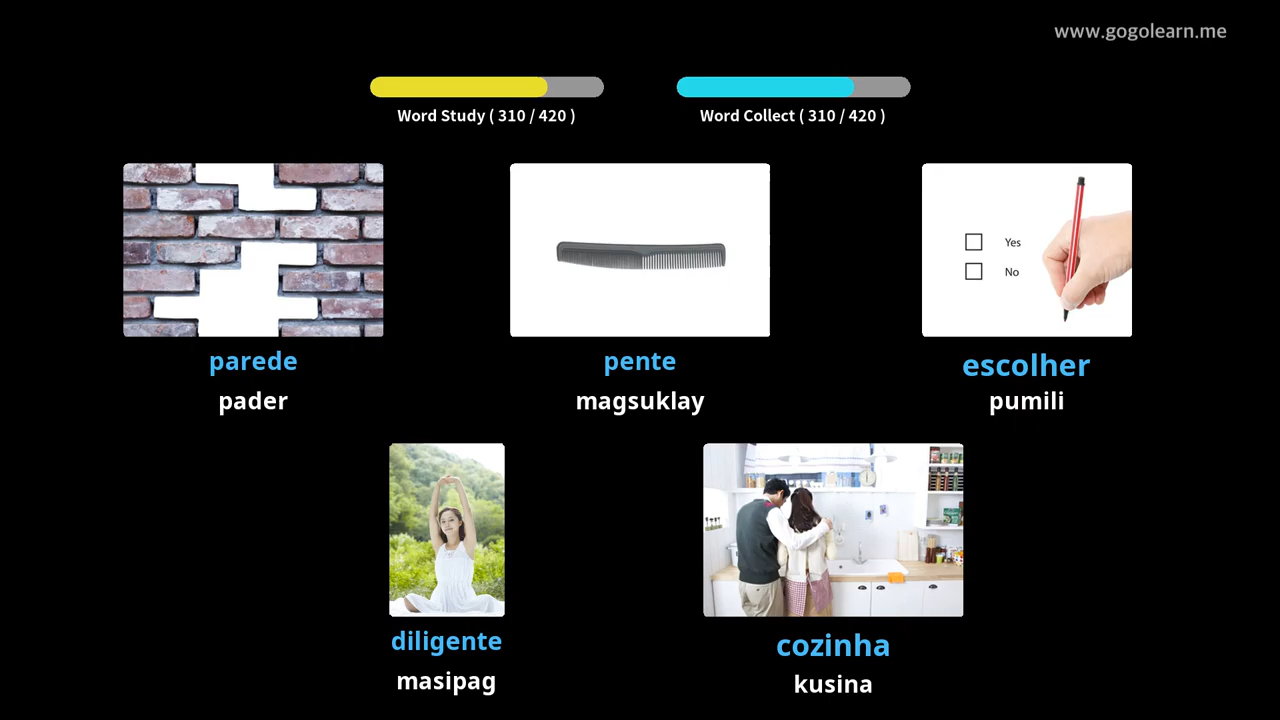 www.gogolearn.me
Word Study ( 310 / 420 )
Word Collect ( 310 / 420 )
Yes
No
parede
pader
pente
magsuklay
escolher
pumili
diligente
masipag
cozinha
kusina